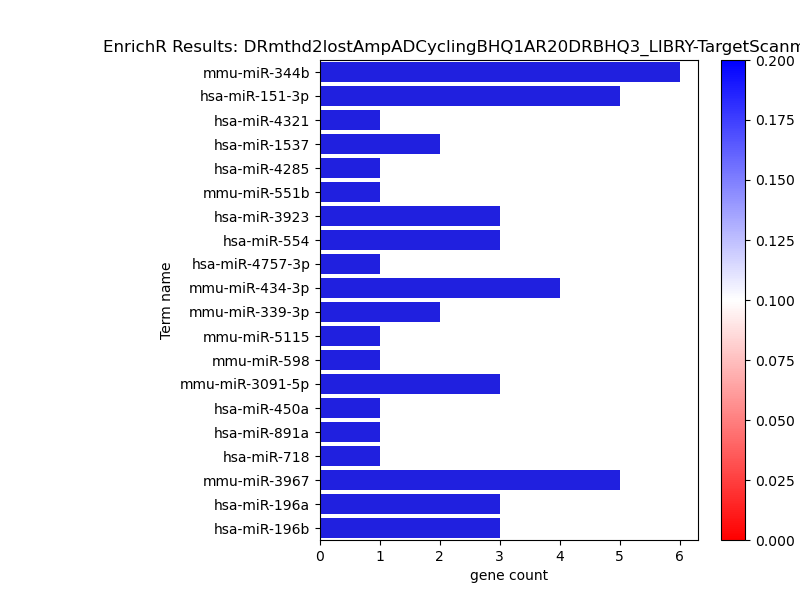 EnrichR Results: DRmthd2lostAmpADCyclingBHQ1AR20DRBHQ3_LIBRY-TargetScanm
mmu-miR-344b
hsa-miR-151-3p
hsa-miR-4321
hsa-miR-1537
hsa-miR-4285
mmu-miR-551b
hsa-miR-3923
hsa-miR-554
hsa-miR-4757-3p
mmu-miR-434-3p
mmu-miR-339-3p
mmu-miR-5115
mmu-miR-598
mmu-miR-3091-5p
hsa-miR-450a
hsa-miR-891a
hsa-miR-718
mmu-miR-3967
hsa-miR-196a
hsa-miR-196b
Term name
0 1 2 3 4 5 6
gene count
0.200
0.175
0.150
0.125
0.100
0.075
0.050
0.025
0.000